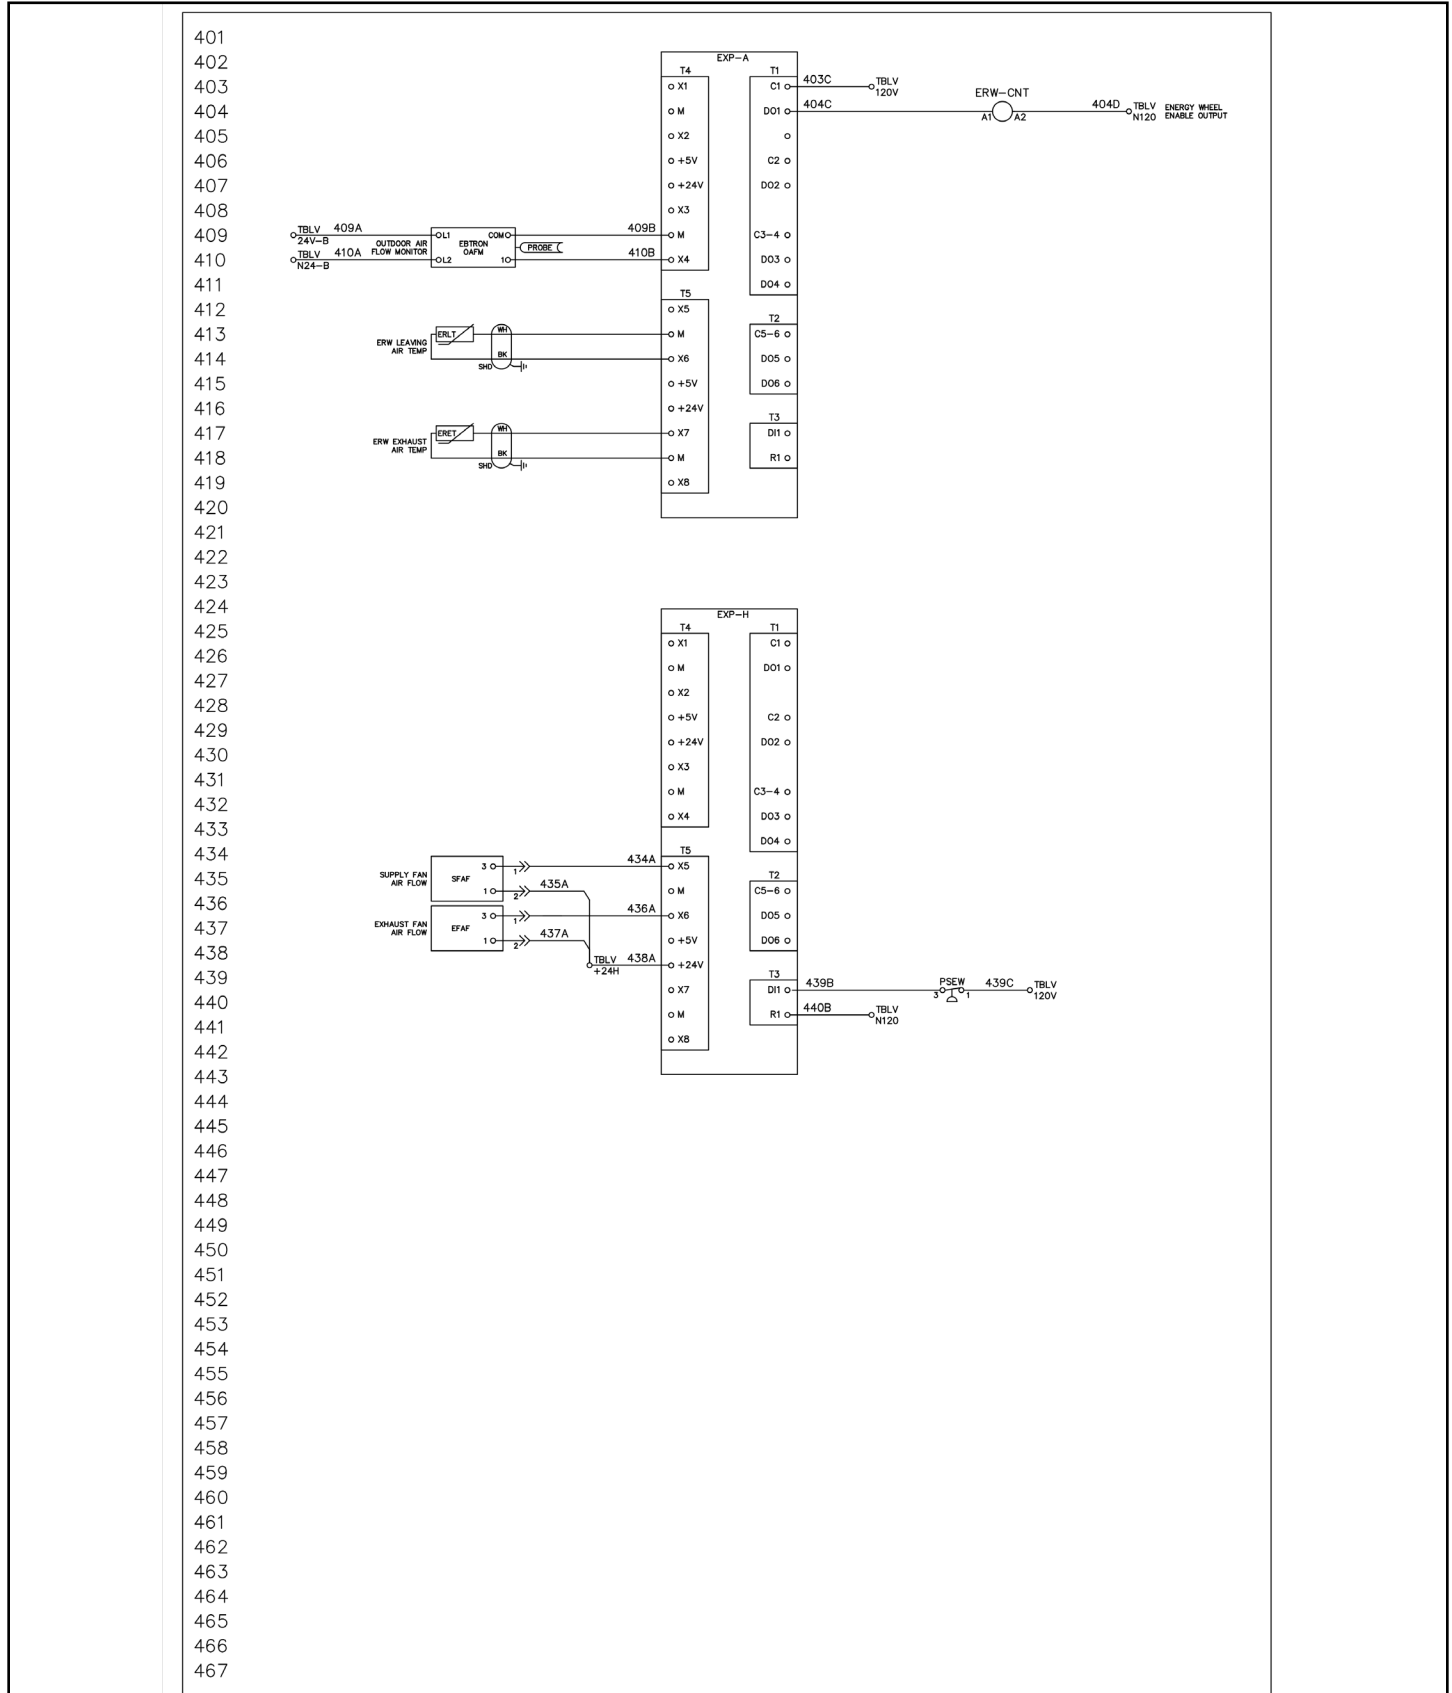 401
402
EXP-A
T4 T1
403
X1 C1 403C TBLV
120V
ERW-CNT
404
M DO1 404C A1 A2 404D TBLV ENERGY WHEEL
N120 ENABLE OUTPUT
405
X2
406
+5V C2
407
+24V DO2
408
X3
409
TBLV 409A L1 COM 409B M C3-4
24V-B OUTDOOR AIR EBTRON PROBE
FLOW MONITOR OAFM
410
TBLV 410A L2 1 410B X4 DO3
N24-B
411
DO4
T5
412
X5
T2
413
ERLT WH M C5-6
ERW LEAVING
AIR TEMP
414
BK X6 DO5
SHD
415
+5V DO6
416
+24V
T3
417
ERET WH X7 DI1
ERW EXHAUST
AIR TEMP
418
BK M R1
SHD
419
X8
420
421
422
423
424
EXP-H
425
T4 T1
X1 C1
426
M DO1
427
428
X2
+5V C2
429
+24V DO2
430
X3
431
M C3-4
432
X4 DO3
433
DO4
434
T5
3 1 434A X5
SUPPLY FAN SFAF
AIR FLOW
435
T2
1 2 435A M C5-6
436
3 1 436A X6 DO5
EXHAUST FAN EFAF
AIR FLOW
437
1 2 437A +5V DO6
438
TBLV 438A +24V
+24H
439
T3
X7 DI1 439B PSEW 439C TBLV
3 1 120V
440
M R1 440B TBLV
N120
441
X8
442
443
444
445
446
447
448
449
450
451
452
453
454
455
456
457
458
459
460
461
462
463
464
465
466
467